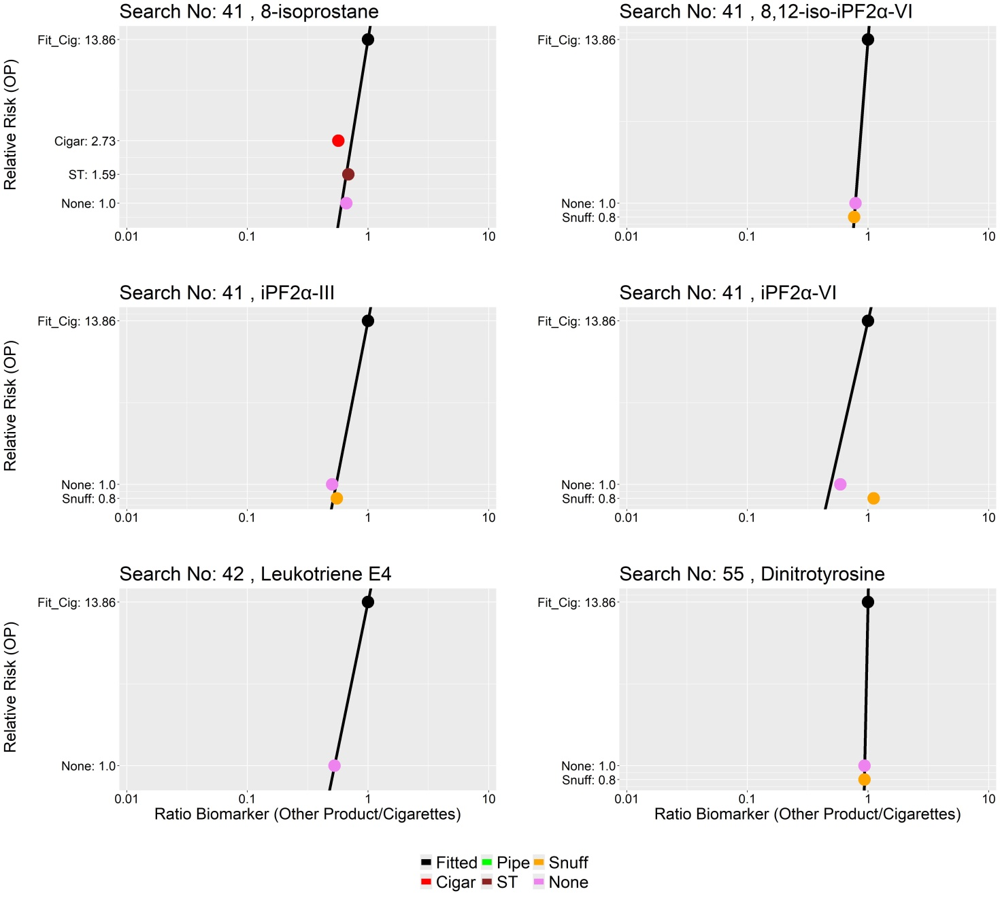 Search No: 41 , 8-isoprostane
Relative Risk (OP)
Fit_Cig: 13.86
Cigar: 2.73
ST: 1.59
None: 1.0
0.01 0.1 1 10
Search No: 41 , 8,12-iso-iPF2α-VI
Fit_Cig: 13.86
None: 1.0
Snuff: 0.8
0.01 0.1 1 10
Search No: 41 , iPF2α-III
Relative Risk (OP)
Fit_Cig: 13.86
None: 1.0
Snuff: 0.8
0.01 0.1 1 10
Search No: 41 , iPF2α-VI
Fit_Cig: 13.86
None: 1.0
Snuff: 0.8
0.01 0.1 1 10
Search No: 42 , Leukotriene E4
Relative Risk (OP)
Fit_Cig: 13.86
None: 1.0
0.01 0.1 1 10
Ratio Biomarker (Other Product/Cigarettes)
Search No: 55 , Dinitrotyrosine
Fit_Cig: 13.86
None: 1.0
Snuff: 0.8
0.01 0.1 1 10
Ratio Biomarker (Other Product/Cigarettes)
Fitted Pipe Snuff
Cigar ST None